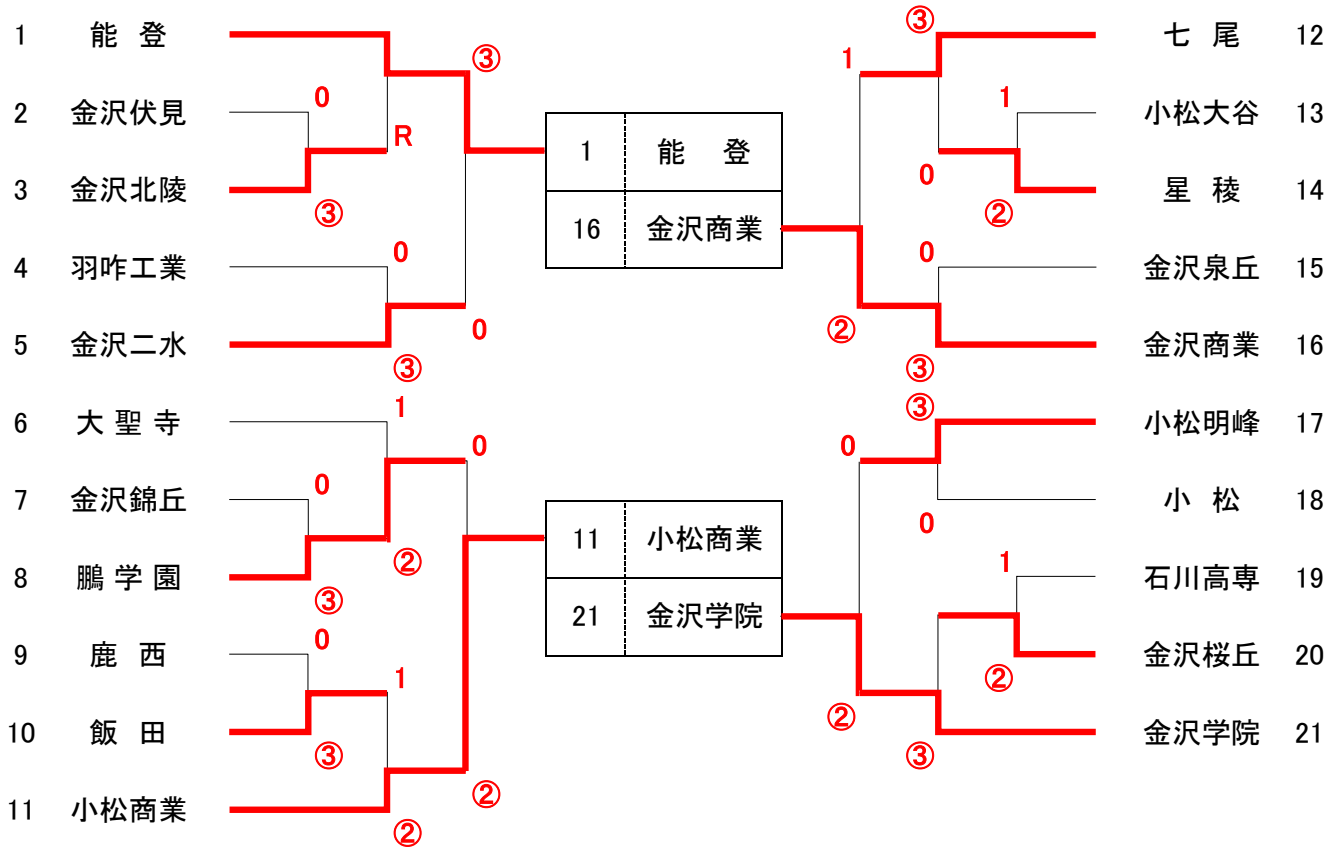 ③
1 能 登 七 尾 12
③ 1
0 1
2 金沢伏見 小松大谷 13
R 1 能 登
0
3 金沢北陵 星 稜 14
③ ②
16 金沢商業
0 0
4 羽咋工業 金沢泉丘 15
0 ②
5 金沢二水 金沢商業 16
③ ③
1 ③
6 大 聖 寺 小松明峰 17
0 0
0
7 金沢錦丘 小 松 18
0
11 小松商業
② 1
8 鵬 学 園 石川高専 19
③
21 金沢学院
0
9 鹿 西 金沢桜丘 20
1 ②
②
10 飯 田 金沢学院 21
③ ③
②
11 小松商業
②